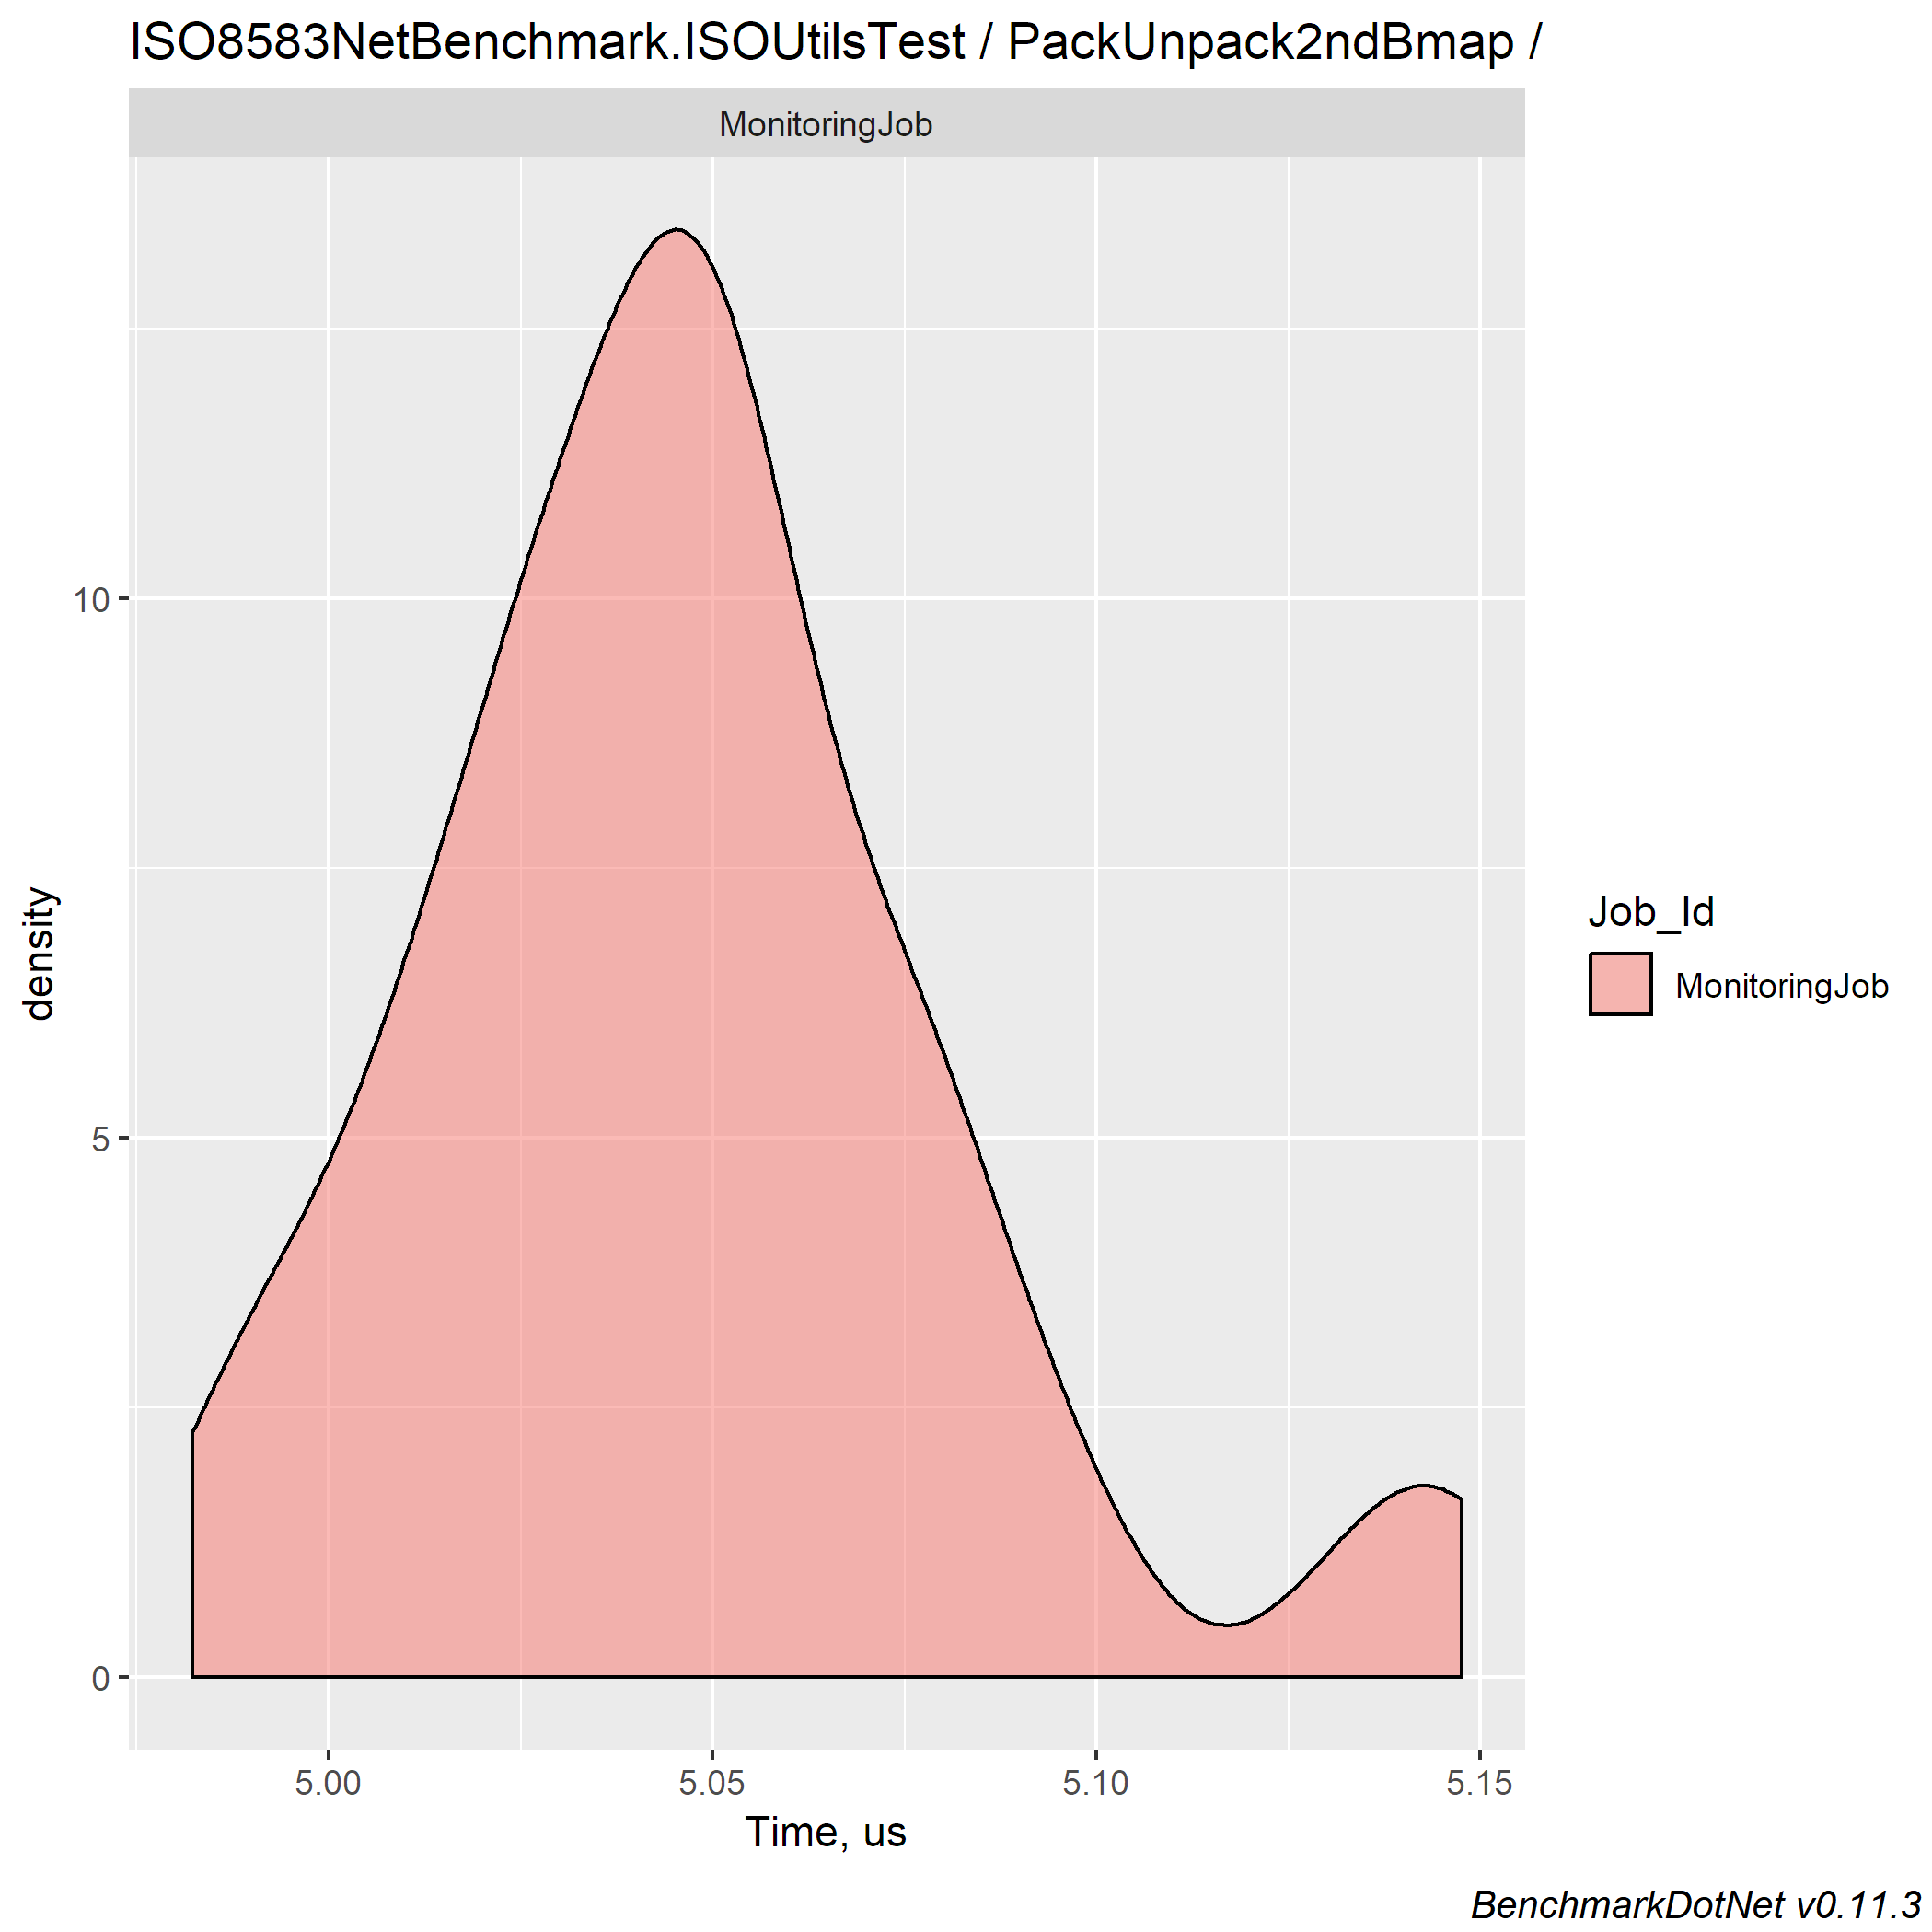 ISO8583NetBenchmark.ISOUtilsTest / PackUnpack2ndBmap /
MonitoringJob
10
5
0
density
5.00 5.05 5.10 5.15
Time, us
Job_Id
MonitoringJob
BenchmarkDotNet v0.11.3